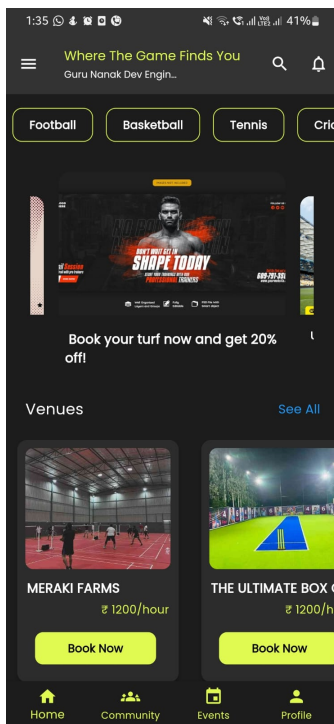 1:35
41%
Where The Game Finds You
Guru Nanak Dev Engin...
Football
Basketball
Tennis
Cric
DON'T WAIT GET IN
SHAPE TODAY
PROFESSIONAL TRAINERS
Book your turf now and get 20%
off!
Venues
See All
MERAKI FARMS
THE ULTIMATE BOX
₹ 1200/hour
₹ 1200/h
Book Now
Book Now
Home
Community
Events
Profile